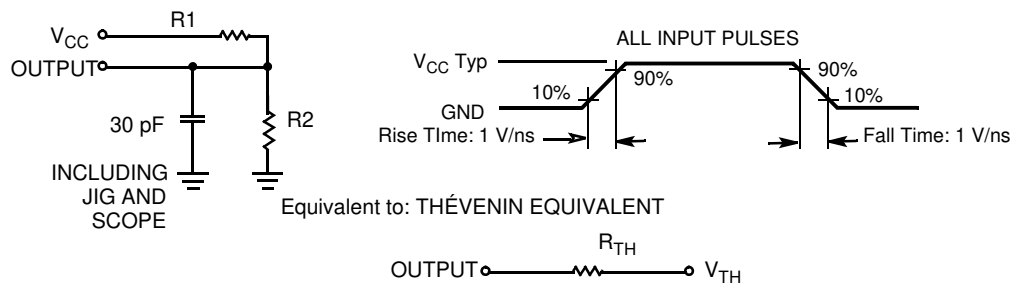 R1
V_CC
OUTPUT
30 pF
R2
INCLUDING
JIG AND
SCOPE
ALL INPUT PULSES
V_CC Typ
10%
90%
90%
10%
GND
Rise TIme: 1 V/ns
Fall Time: 1 V/ns
Equivalent to: THÉVENIN EQUIVALENT
R_TH
OUTPUT
V_TH